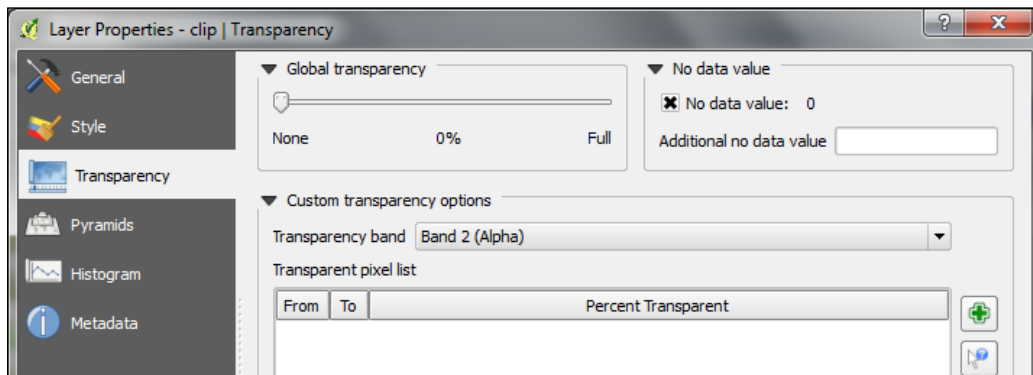 Layer Properties - clip | Transparency
? X
General
Style
Transparency
Pyramids
Histogram
Metadata
Global transparency
None 0% Full
No data value
No data value: 0
Additional no data value
Custom transparency options
Transparency band Band 2 (Alpha)
Transparent pixel list
From To Percent Transparent